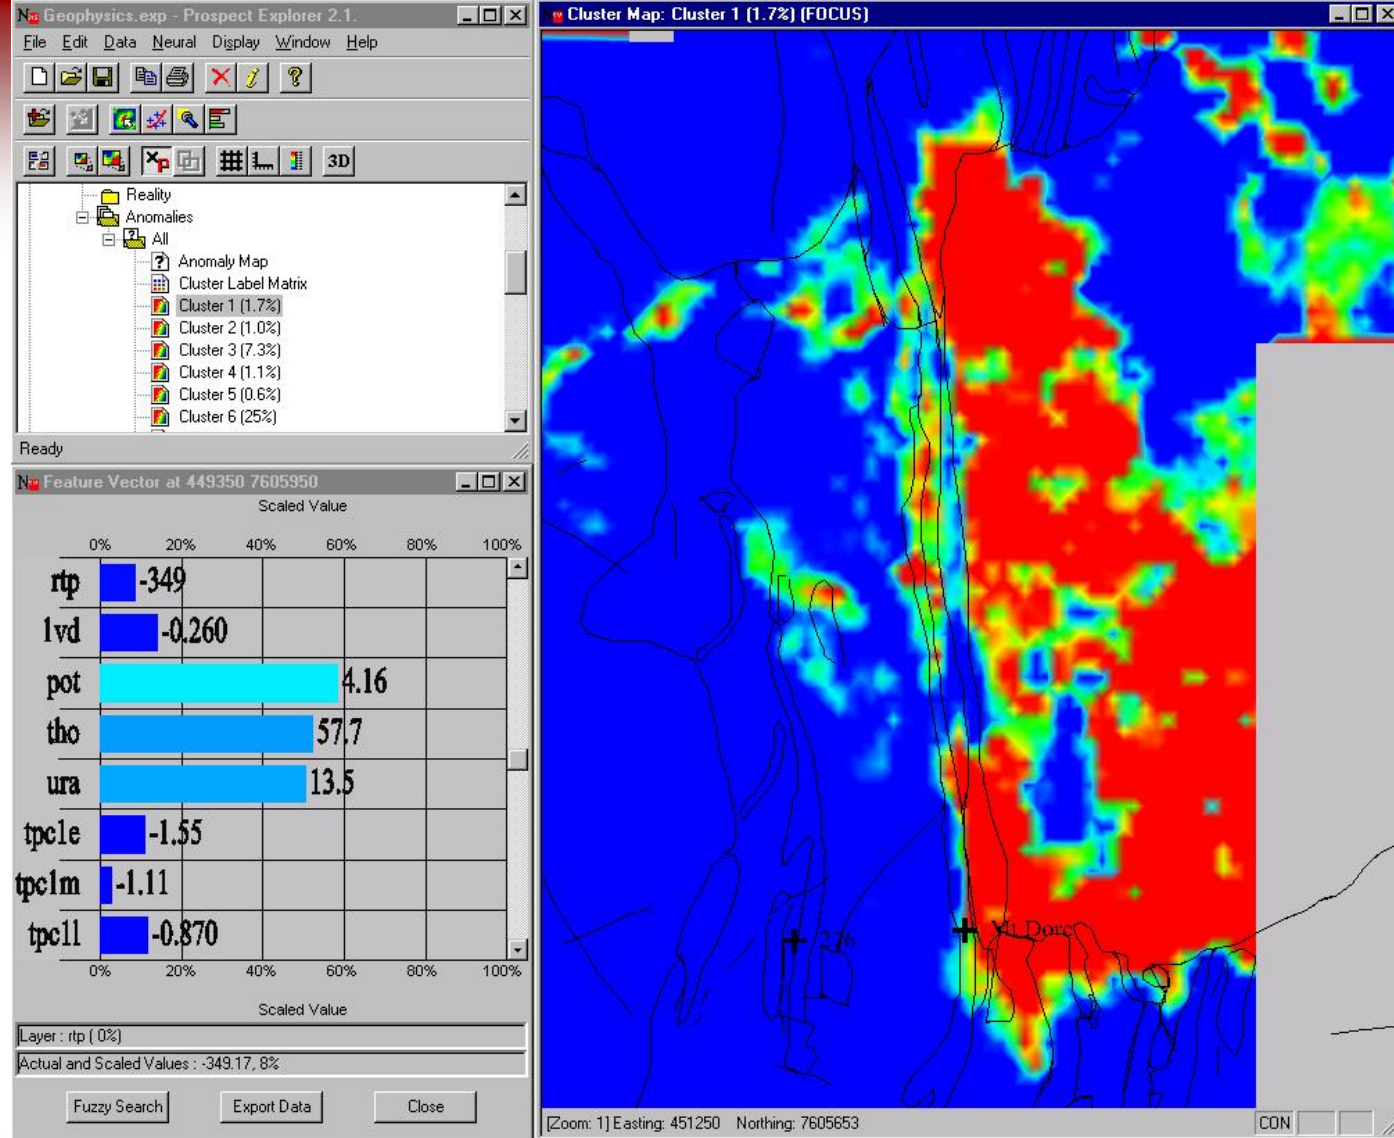 Geophysics.exp - Prospect Explorer 2.1.
File Edit Data Neural Display Window Help
3D
Reality
Anomalies
All
Anomaly Map
Cluster Label Matrix
Cluster 1 (1.7%)
Cluster 2 (1.0%)
Cluster 3 (7.3%)
Cluster 4 (1.1%)
Cluster 5 (0.6%)
Cluster 6 (25%)
Ready
Feature Vector at 449350 7605950
Scaled Value
0% 20% 40% 60% 80% 100%
rtp -349
1vd -0.260
pot 4.16
tho 57.7
ura 13.5
tpc1e -1.55
tpc1m -1.11
tpc1l -0.870
0% 20% 40% 60% 80% 100%
Scaled Value
Layer : rtp ( 0%)
Actual and Scaled Values : -349.17, 8%
Fuzzy Search Export Data Close
Cluster Map: Cluster 1 (1.7%) (FOCUS)
Mt Dore
[Zoom: 1] Easting: 451250 Northing: 7605653
CON